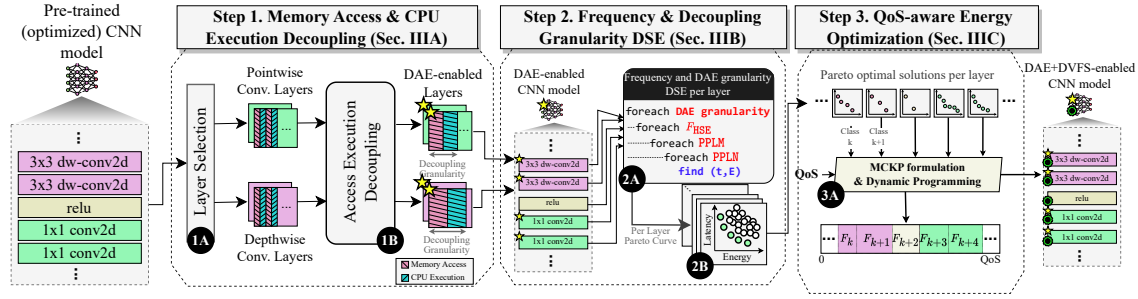 Pre-trained
(optimized) CNN
model
⋮
3x3 dw-conv2d
3x3 dw-conv2d
relu
1x1 conv2d
1x1 conv2d
⋮
Step 1. Memory Access & CPU
Execution Decoupling (Sec. IIIA)
Layer Selection
1A
Pointwise
Conv. Layers
...
Depthwise
Conv. Layers
...
Access Execution
Decoupling
1B
DAE-enabled
Layers
...
Decoupling
Granularity
...
Decoupling
Granularity
Memory Access
CPU Execution
Step 2. Frequency & Decoupling
Granularity DSE (Sec. IIIB)
DAE-enabled
CNN model
⋮
3x3 dw-conv2d
3x3 dw-conv2d
relu
1x1 conv2d
1x1 conv2d
⋮
Frequency and DAE granularity
DSE per layer
foreach DAE granularity
foreach F_HSE
foreach PPLM
foreach PPLN
find (t,E)
2A
Per Layer
Pareto Curve
Latency
Energy
2B
Step 3. QoS-aware Energy
Optimization (Sec. IIIC)
Pareto optimal solutions per layer
...
...
Class
k
Class
k+1
QoS
MCKP formulation
& Dynamic Programming
3A
... F_k F_{k+1} F_{k+2} F_{k+3} F_{k+4} ...
0
QoS
DAE+DVFS-enabled
CNN model
⋮
3x3 dw-conv2d
3x3 dw-conv2d
relu
1x1 conv2d
1x1 conv2d
⋮